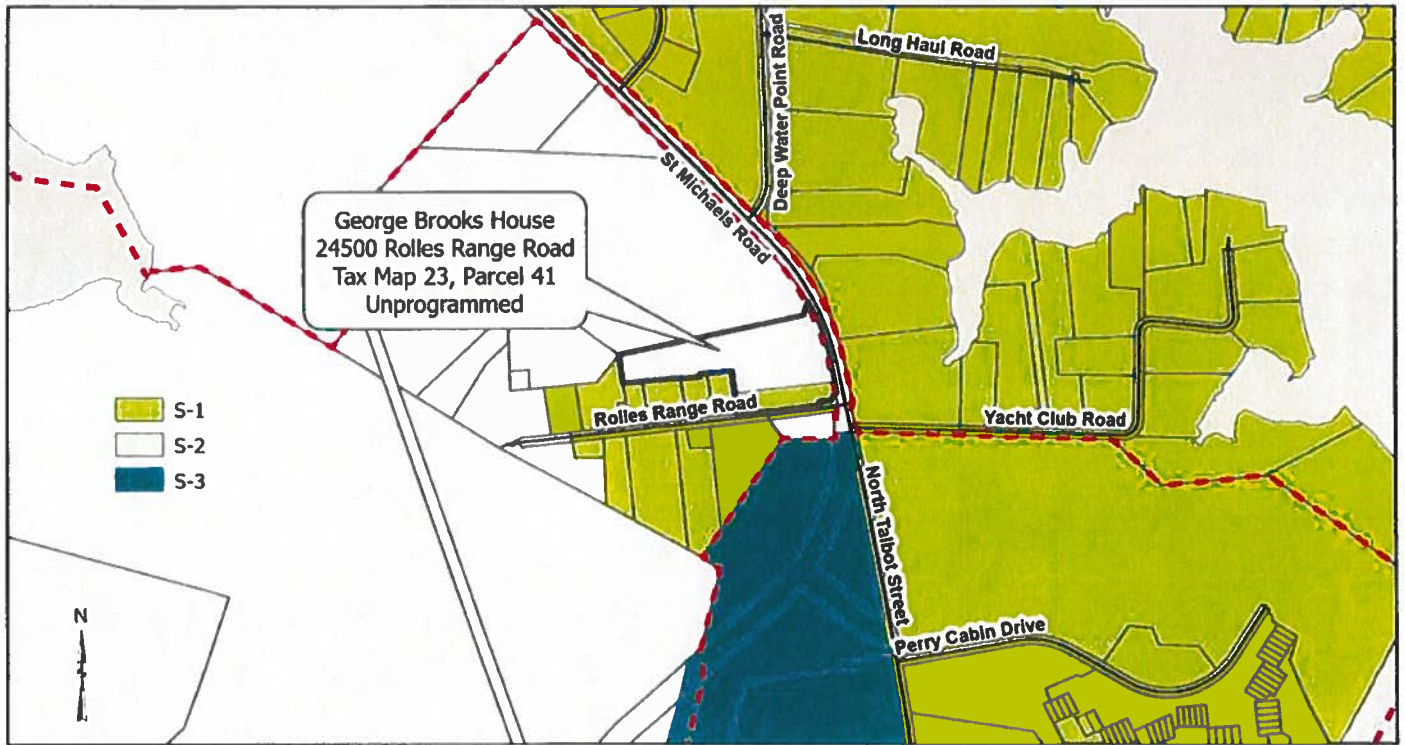 Long Haul Road
Deep Water Point Road
St Michaels Road
George Brooks House
24500 Rolles Range Road
Tax Map 23, Parcel 41
Unprogrammed
S-1
S-2
S-3
Rolles Range Road
Yacht Club Road
North Talbot Street
Perry Cabin Drive
N